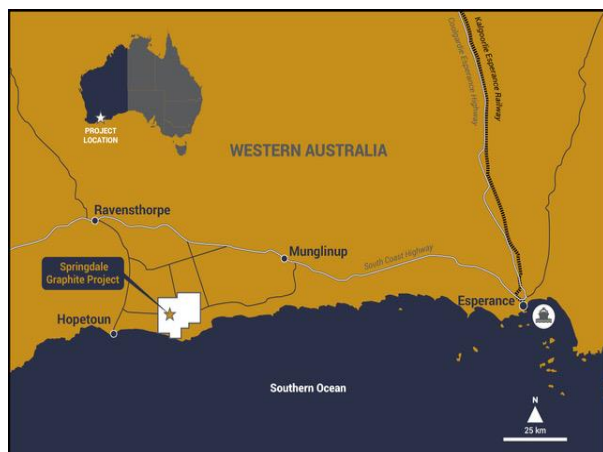 PROJECT
LOCATION
WESTERN AUSTRALIA
Coolgardie Esperance Highway
Kalgoorlie Esperance Railway
Ravensthorpe
Munglinup
South Coast Highway
Springdale
Graphite Project
Esperance
Hopetoun
Southern Ocean
N
25 km